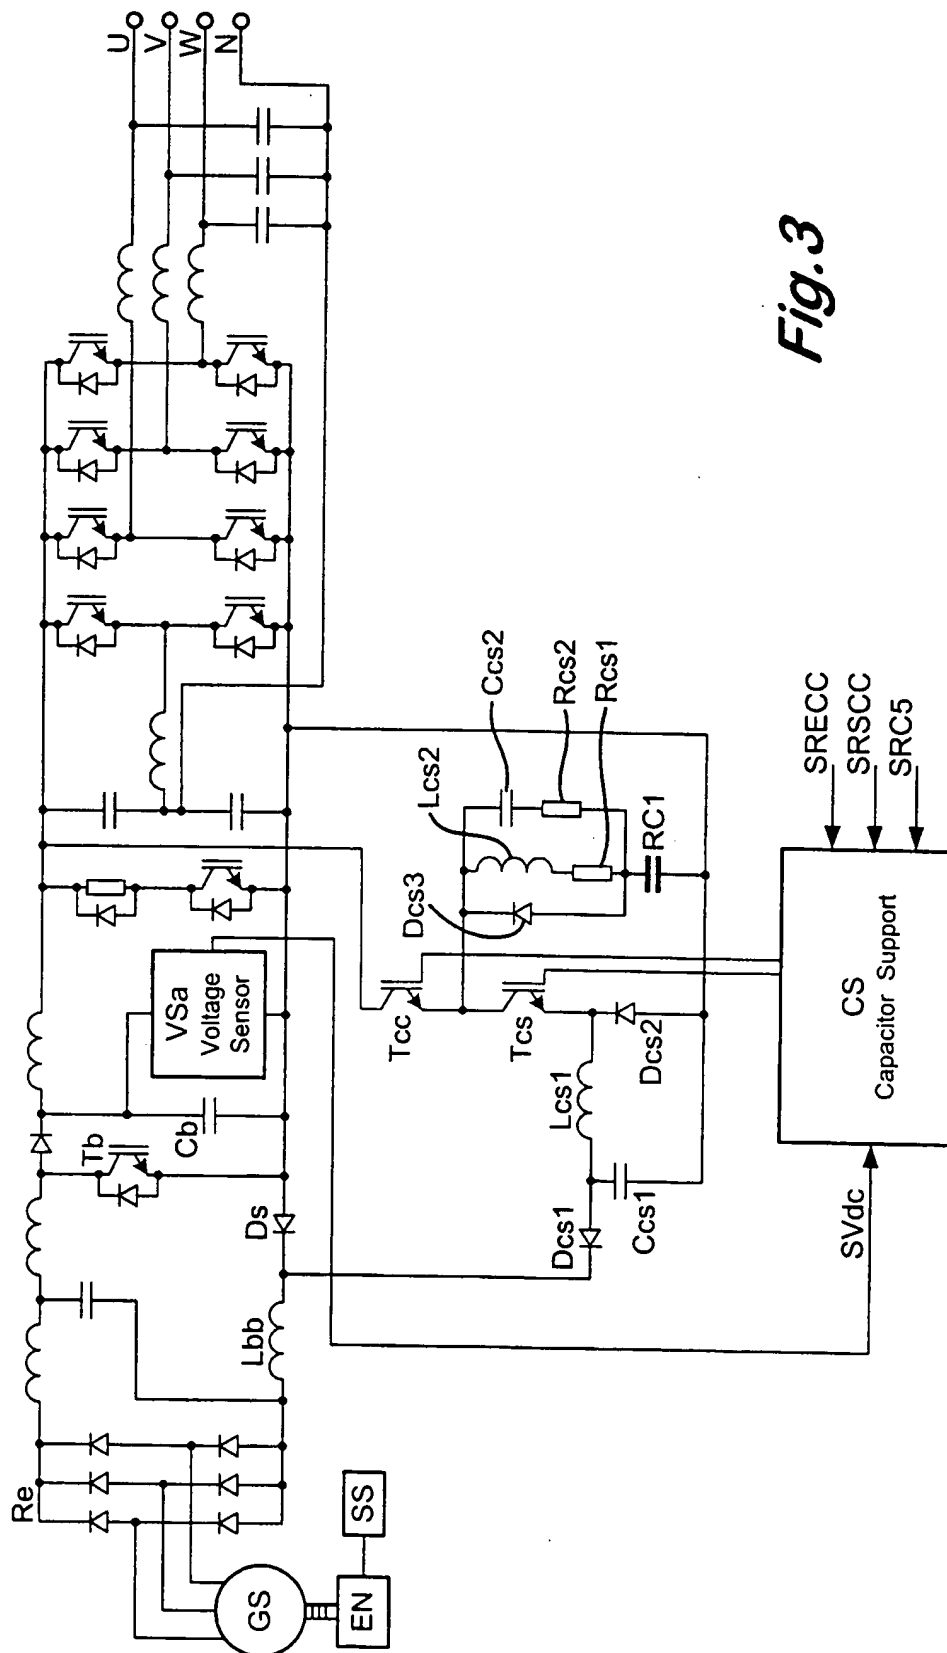 U
V
W
N
Fig.3
Re
GS
EN
SS
Lbb
Ds
Tb
Cb
VSa
Voltage
Sensor
Tcc
Tcs
Dcs3
Lcs2
Ccs2
Rcs2
Rcs1
RC1
Dcs1
Lcs1
Ccs1
Dcs2
SVdc
CS
Capacitor Support
SRECC
SRSCC
SRC5